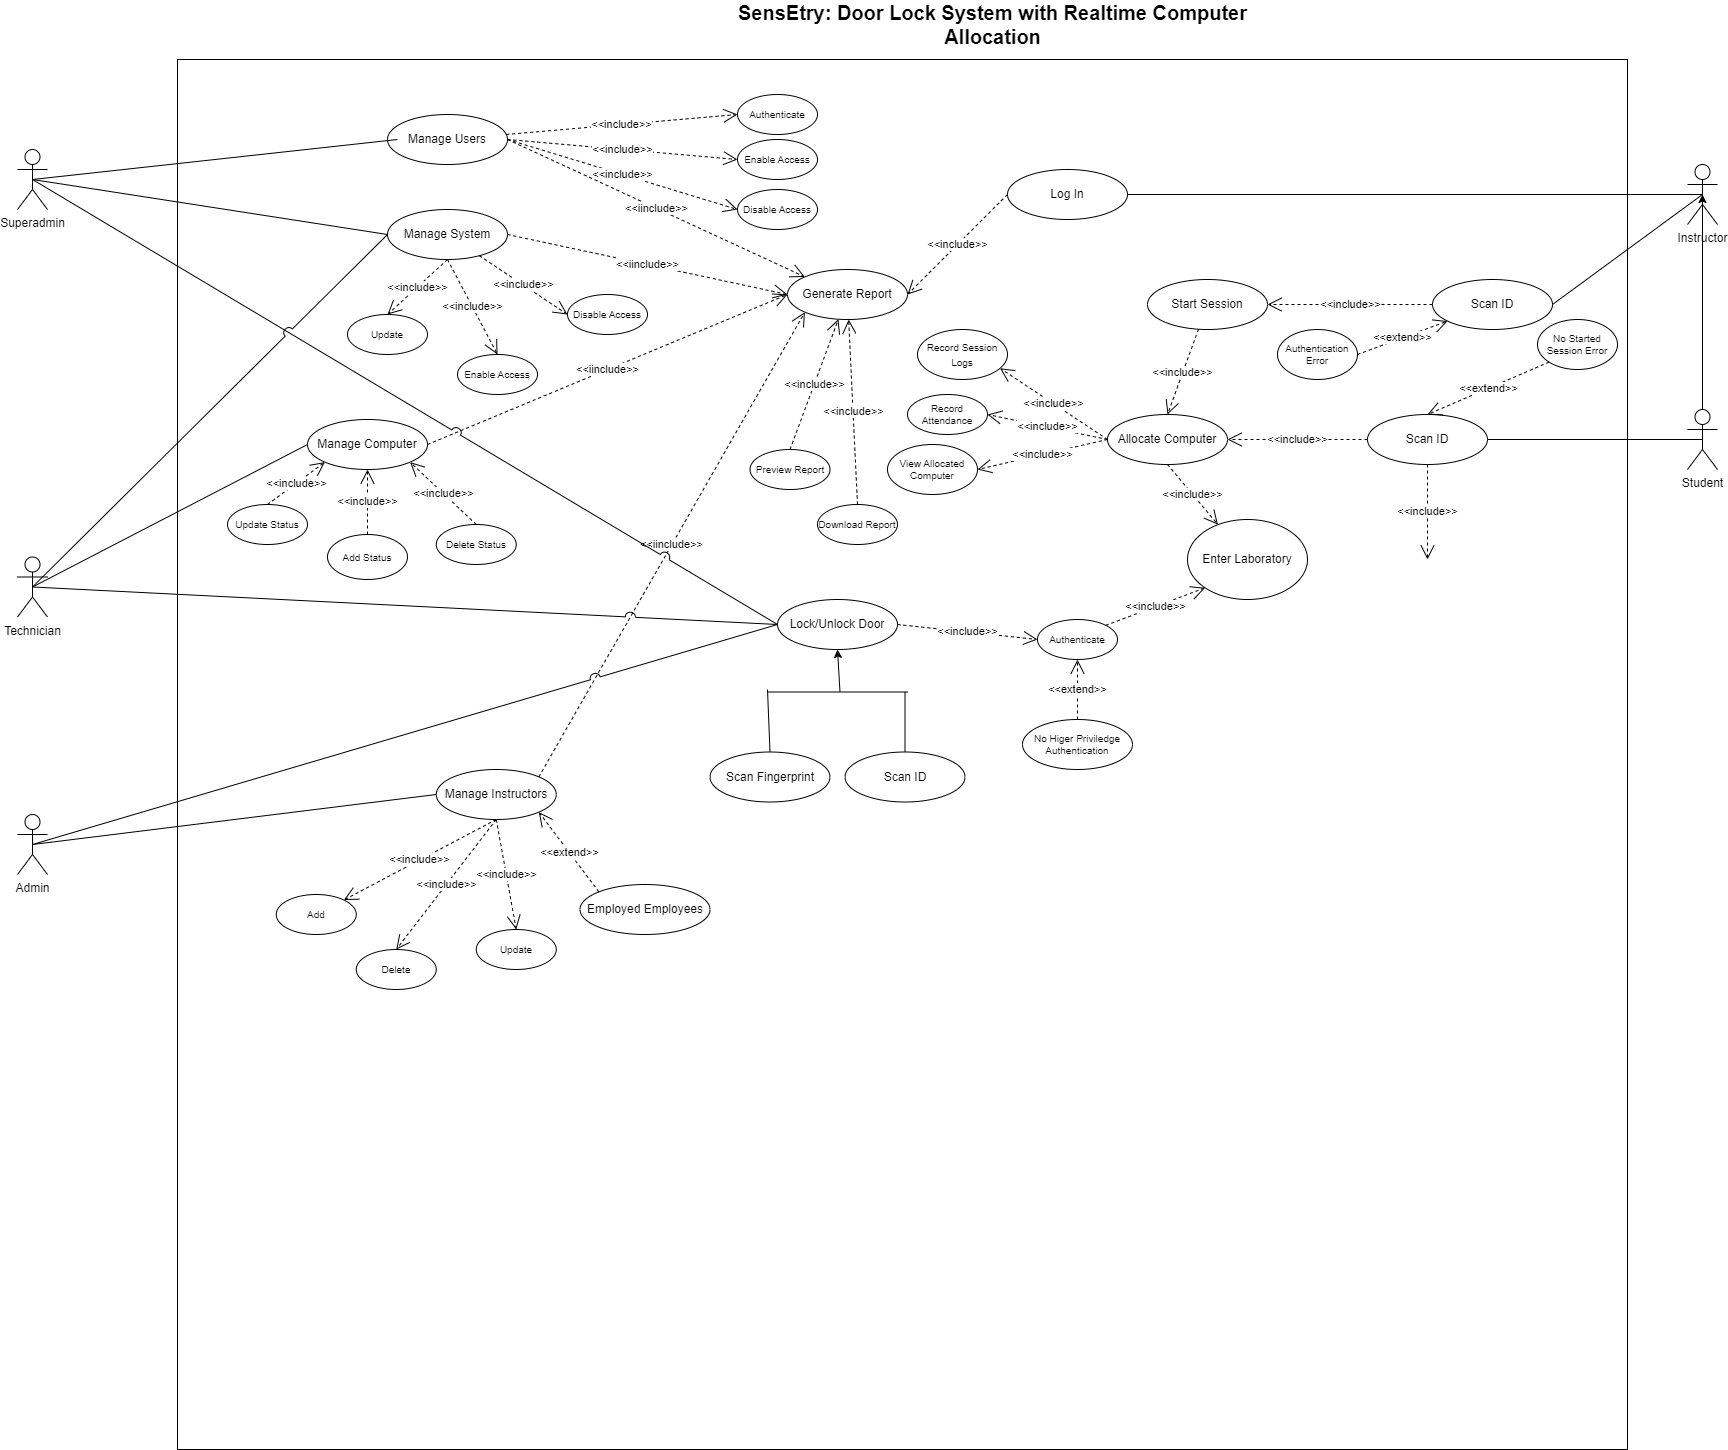 SensEtry: Door Lock System with Realtime Computer
Allocation
Authenticate
<<include>>
Manage Users
<<include>>
Enable Access
<<include>>
Disable Access
<<iinclude>>
Superadmin
Log In
Instructor
Manage System
<<include>>
<<iinclude>>
<<include>>
<<include>>
<<include>>
Generate Report
Start Session
<<include>>
Scan ID
Disable Access
Update
Enable Access
<<extend>>
Authentication
Error
No Started
Session Error
Record Session
Logs
<<iinclude>>
<<include>>
<<include>>
<<extend>>
<<include>>
<<include>>
Record
Attendance
<<include>>
Manage Computer
Allocate Computer
<<include>>
Scan ID
<<include>>
View Allocated
Computer
Preview Report
Student
<<include>>
<<include>>
<<include>>
<<include>>
<<include>>
Update Status
Add Status
Delete Status
Download Report
<<iinclude>>
Enter Laboratory
Technician
<<include>>
Lock/Unlock Door
<<include>>
Authenticate
<<extend>>
No Higer Priviledge
Authentication
Scan Fingerprint
Scan ID
Manage Instructors
Admin
<<extend>>
<<include>>
<<include>>
<<include>>
Add
Employed Employees
Update
Delete